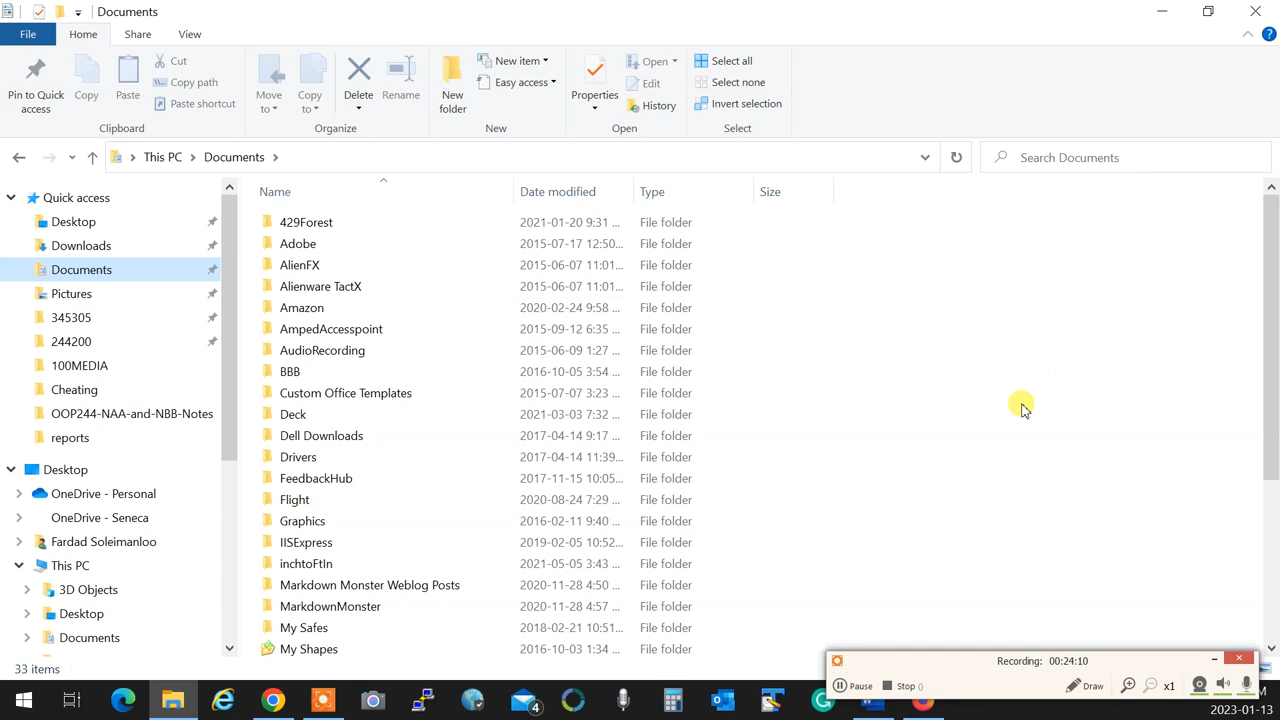 Documents
File Home Share View
Pin to Quick access
Copy
Paste
Cut
Copy path
Paste shortcut
Clipboard
Move to
Copy to
Delete
Rename
Organize
New folder
New item
Easy access
New
Properties
Open
Edit
History
Open
Select all
Select none
Invert selection
Select
This PC > Documents >
Search Documents
Quick access
Desktop
Downloads
Documents
Pictures
345305
244200
100MEDIA
Cheating
OOP244-NAA-and-NBB-Notes
reports
Desktop
OneDrive - Personal
OneDrive - Seneca
Fardad Soleimanloo
This PC
3D Objects
Desktop
Documents
Name Date modified Type Size
429Forest 2021-01-20 9:31 ... File folder
Adobe 2015-07-17 12:50... File folder
AlienFX 2015-06-07 11:01... File folder
Alienware TactX 2015-06-07 11:01... File folder
Amazon 2020-02-24 9:58 ... File folder
AmpedAccesspoint 2015-09-12 6:35 ... File folder
AudioRecording 2015-06-09 1:27 ... File folder
BBB 2016-10-05 3:54 ... File folder
Custom Office Templates 2015-07-07 3:23 ... File folder
Deck 2021-03-03 7:32 ... File folder
Dell Downloads 2017-04-14 9:17 ... File folder
Drivers 2017-04-14 11:39... File folder
FeedbackHub 2017-11-15 10:05... File folder
Flight 2020-08-24 7:29 ... File folder
Graphics 2016-02-11 9:40 ... File folder
IISExpress 2019-02-05 10:52... File folder
inchtoFtIn 2021-05-05 3:43 ... File folder
Markdown Monster Weblog Posts 2020-11-28 4:50 ... File folder
MarkdownMonster 2020-11-28 4:57 ... File folder
My Safes 2018-02-21 10:51... File folder
My Shapes 2016-10-03 1:34 ... File folder
33 items
Recording: 00:24:10
Pause Stop () Draw x1
4
2023-01-13